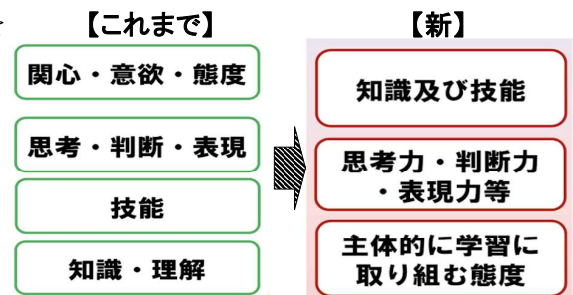 【これまで】
関心・意欲・態度
思考・判断・表現
技能
知識・理解
【新】
知識及び技能
思考力・判断力
・表現力等
主体的に学習に
取り組む態度